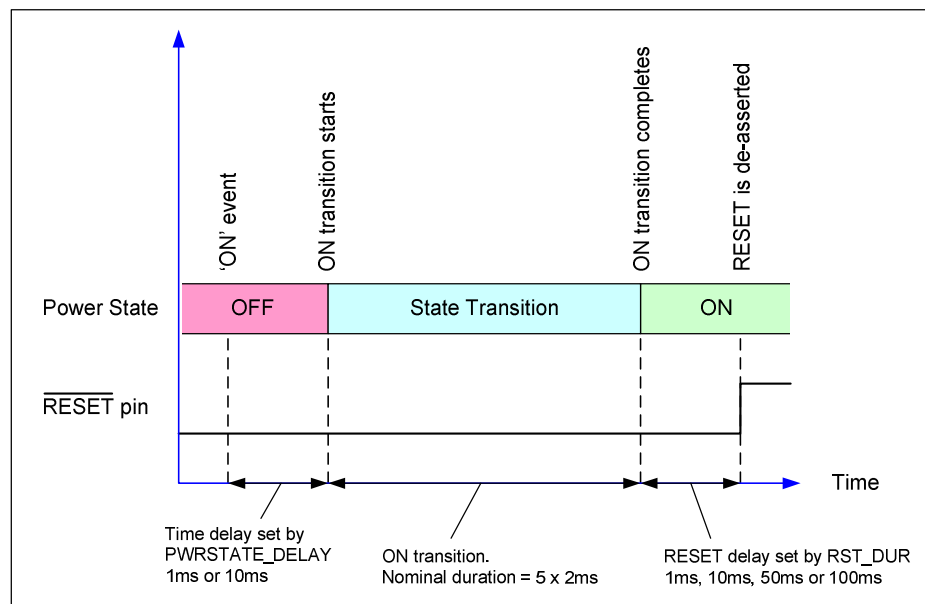 'ON' event
ON transition starts
ON transition completes
RESET is de-asserted
Power State
OFF
State Transition
ON
RESET pin
Time
Time delay set by
PWRSTATE_DELAY
1ms or 10ms
ON transition.
Nominal duration = 5 x 2ms
RESET delay set by RST_DUR
1ms, 10ms, 50ms or 100ms